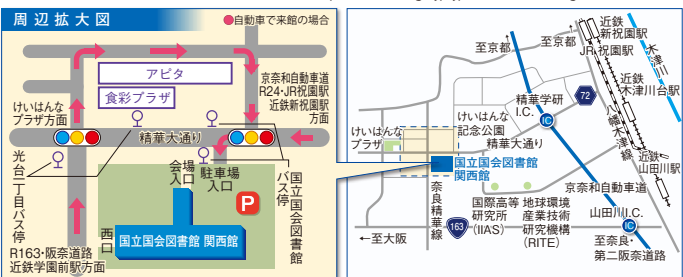 周辺拡大図
●自動車で来館の場合
アピタ
食彩プラザ
京奈和自動車道
R24・JR祝園駅
近鉄新祝園駅
方面
けいはんな
プラザ方面
精華大通り
光台一丁目バス停
会場
入口
駐車場
入口
P
国立国会図書館
バス停
西口
国立国会図書館 関西館
R163・阪奈道路
近鉄学園前駅方面
至京都
至京都
近鉄
新祝園駅
JR祝園駅
木津川
近鉄
木津川台駅
72
精華学研
I.C.
IC
八幡木津線
けいはんな
記念公園
けいはんな
プラザ
精華大通り
国立国会図書館
関西館
近鉄
山田川駅
京奈和自動車道
奈良精華線
国際高等
研究所
(IIAS)
地球環境
産業技術
研究機構
(RITE)
山田川I.C.
IC
163
←至大阪
至奈良・
第二阪奈道路